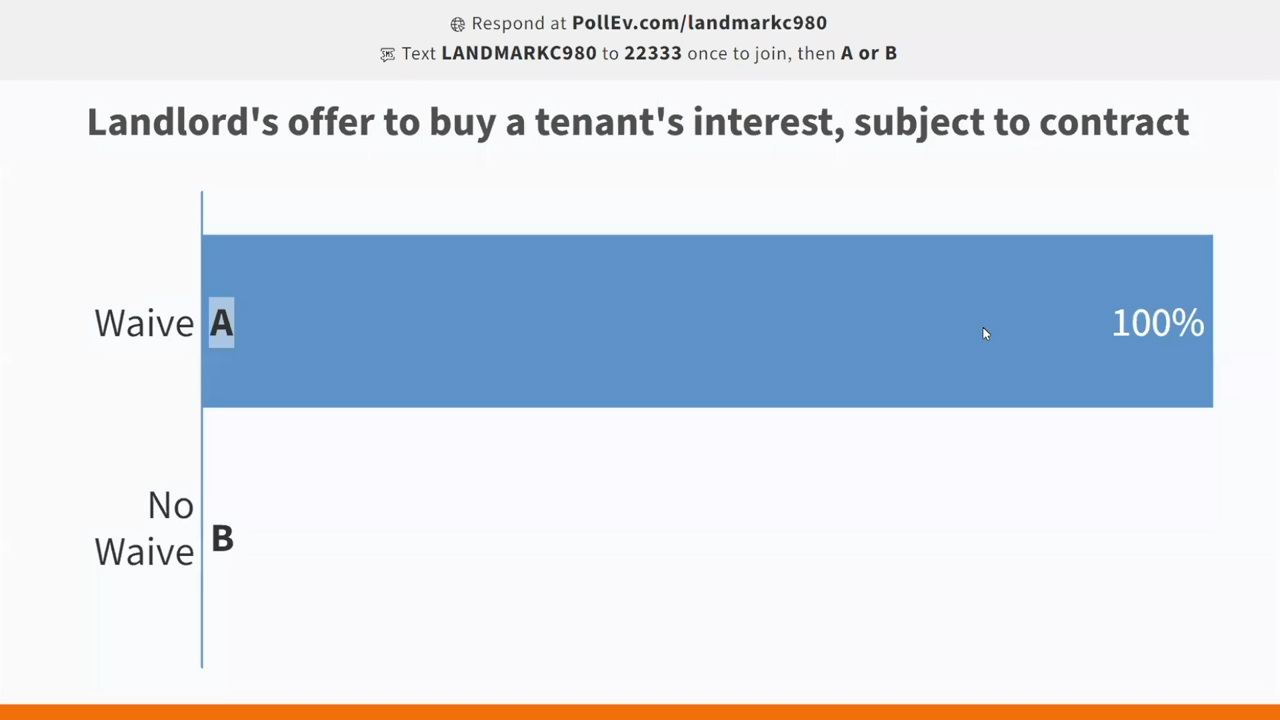 Respond at PollEv.com/landmarkc980
Text LANDMARKC980 to 22333 once to join, then A or B
Landlord's offer to buy a tenant's interest, subject to contract
Waive A 100%
No
Waive B